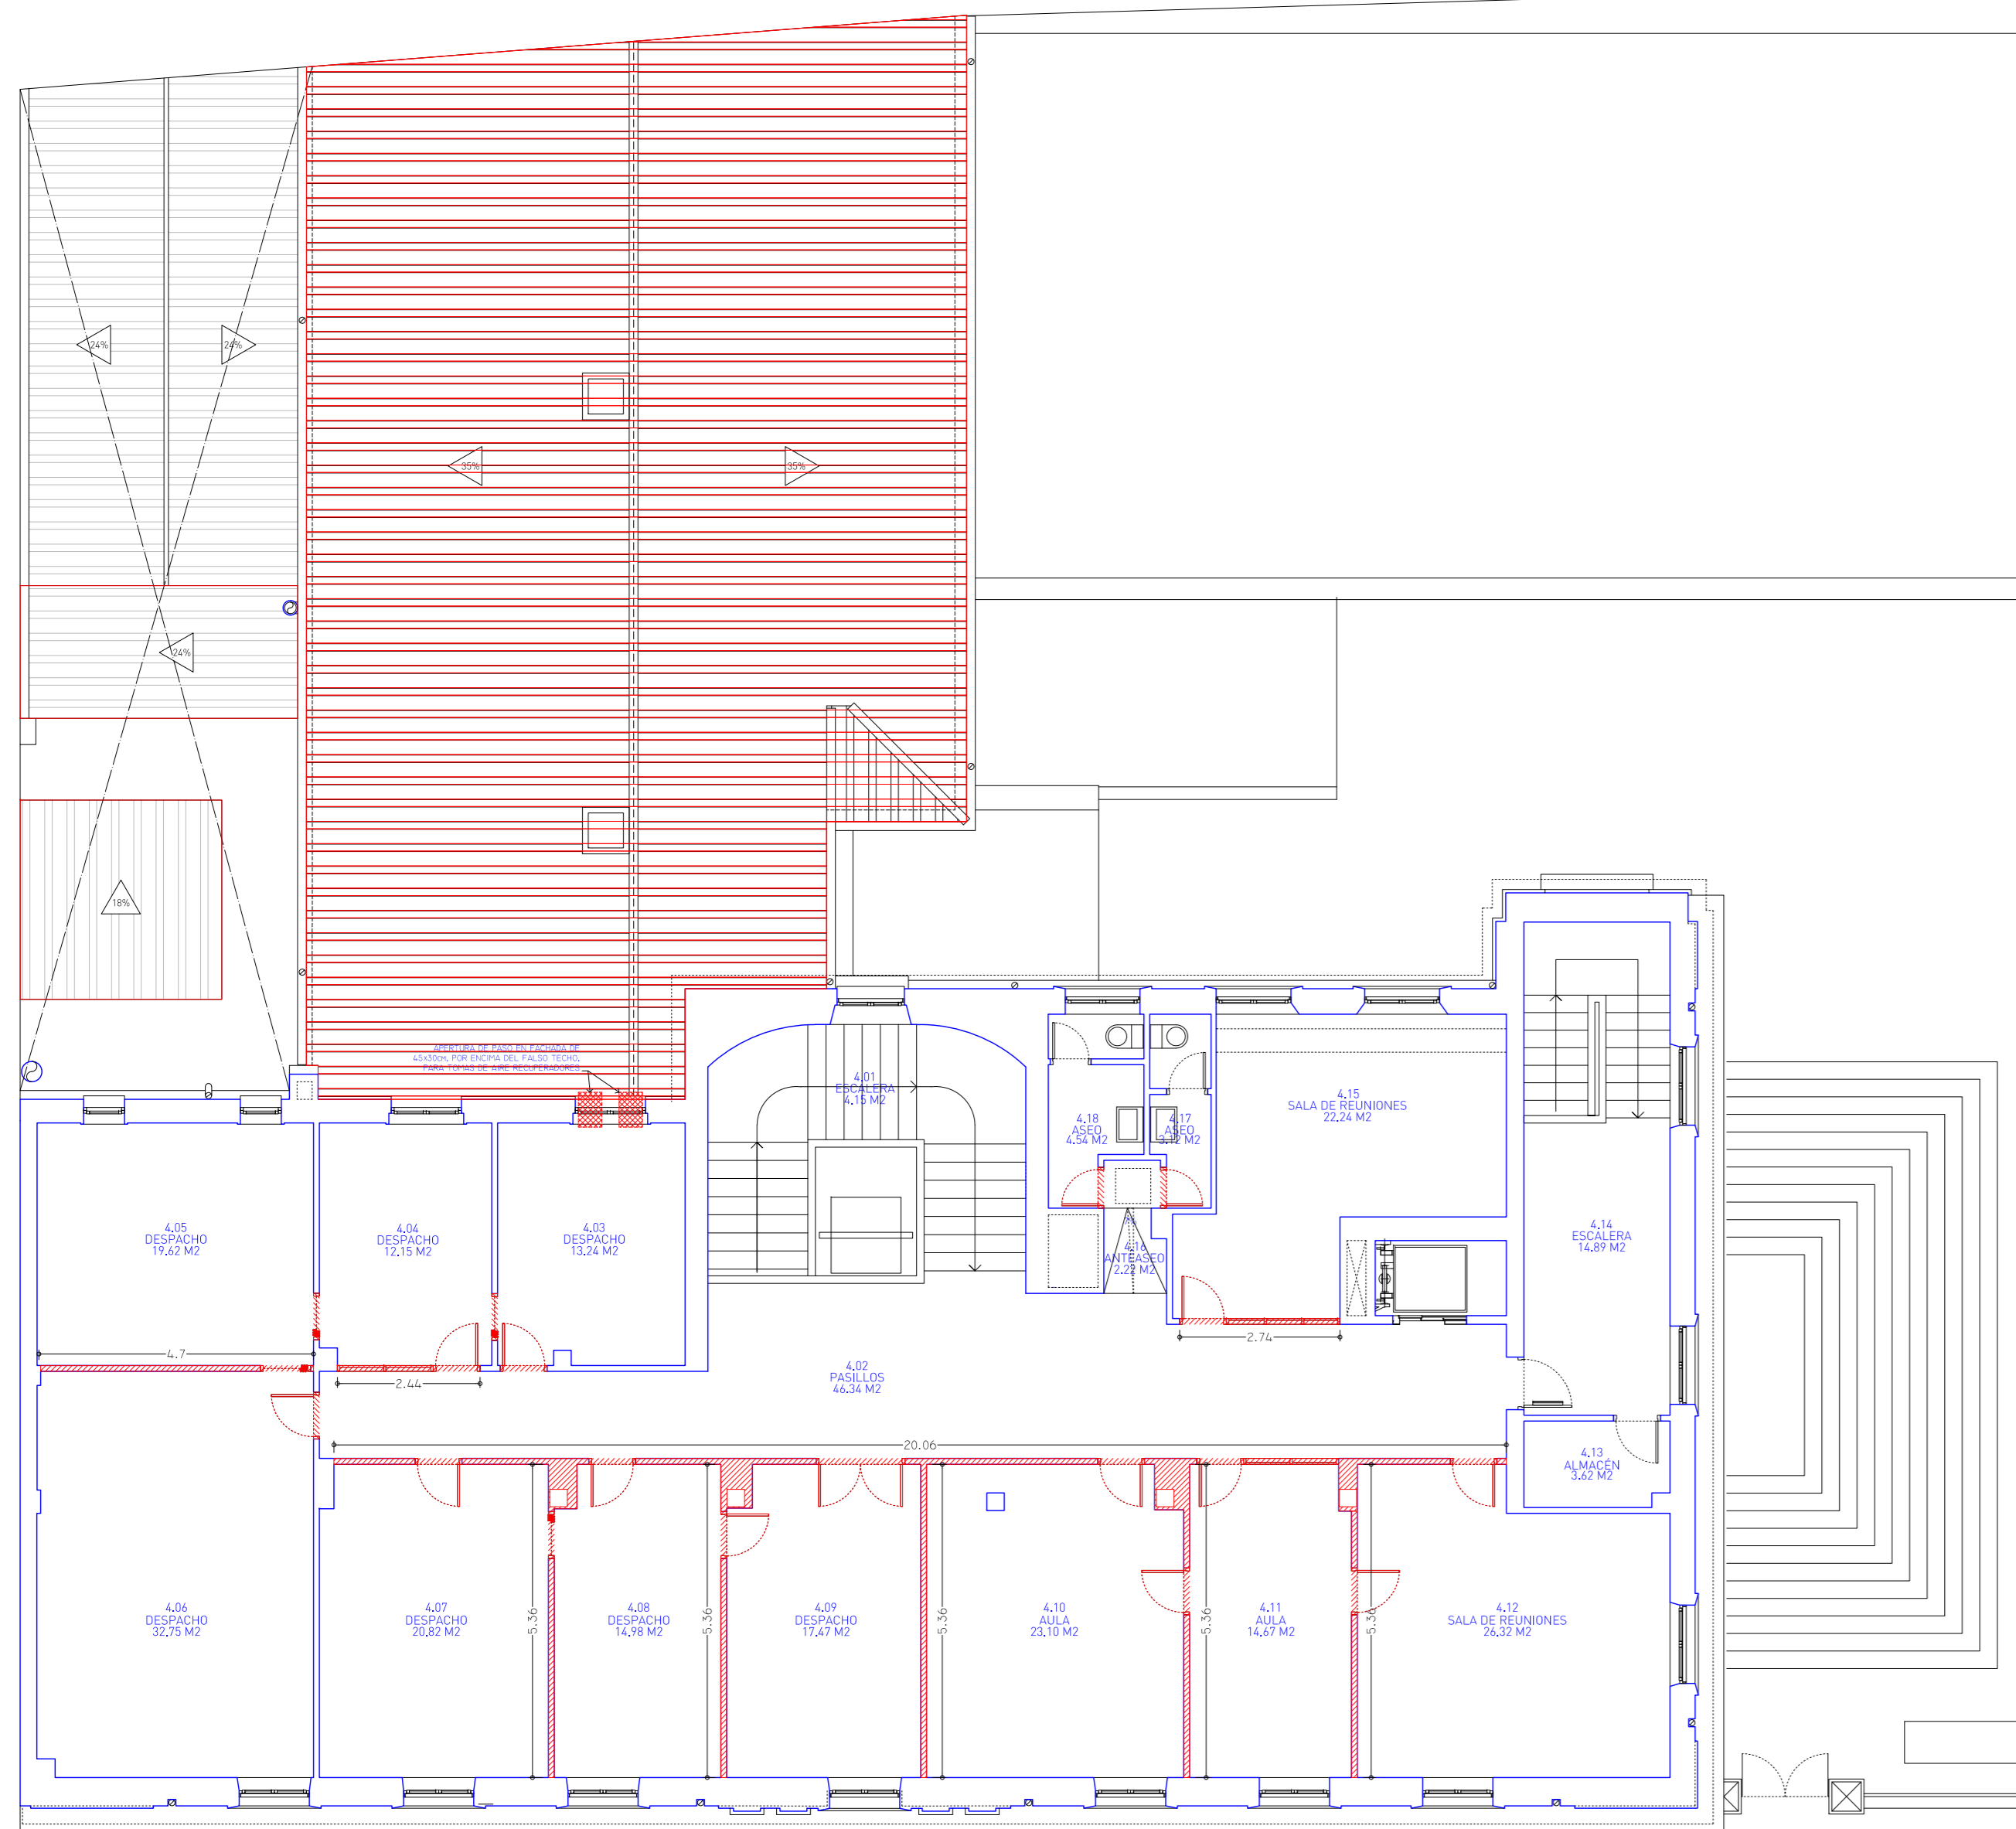 24%
24%
35%
35%
24%
18%
APERTURA DE PASO EN FACHADA DE
45x30cm, POR ENCIMA DEL FALSO TECHO,
PARA TOMAS DE AIRE RECUPERADORES
4.01
ESCALERA
4.15 M2
4.18
ASEO
4.54 M2
4.17
ASEO
3.12 M2
4.15
SALA DE REUNIONES
22.24 M2
4.05
DESPACHO
19.62 M2
4.04
DESPACHO
12.15 M2
4.03
DESPACHO
13.24 M2
4.16
ANTEASEO
2.22 M2
4.14
ESCALERA
14.89 M2
2.74
4.7
2.44
4.02
PASILLOS
46.34 M2
20.06
4.13
ALMACÉN
3.62 M2
4.06
DESPACHO
32.75 M2
4.07
DESPACHO
20.82 M2
5.36
4.08
DESPACHO
14.98 M2
5.36
4.09
DESPACHO
17.47 M2
5.36
4.10
AULA
23.10 M2
5.36
4.11
AULA
14.67 M2
5.36
4.12
SALA DE REUNIONES
26.32 M2